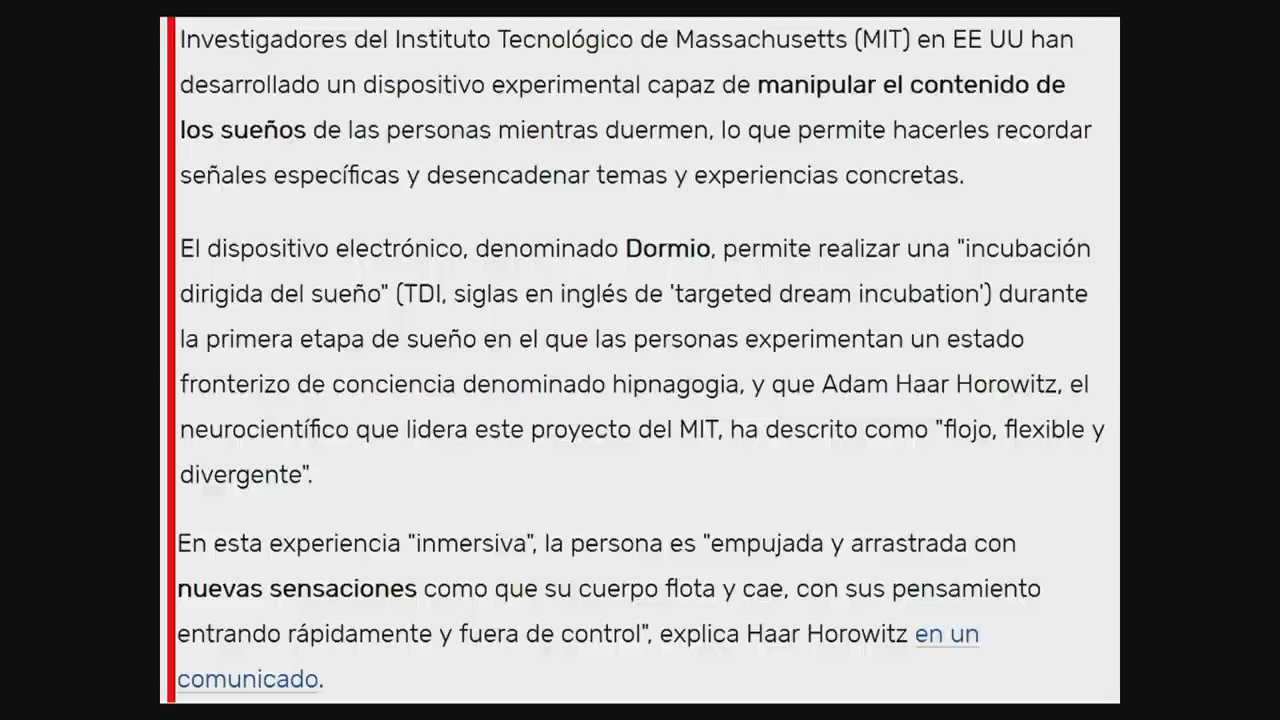 Investigadores del Instituto Tecnológico de Massachusetts (MIT) en EE UU han
desarrollado un dispositivo experimental capaz de manipular el contenido de
los sueños de las personas mientras duermen, lo que permite hacerles recordar
señales específicas y desencadenar temas y experiencias concretas.
El dispositivo electrónico, denominado Dormio, permite realizar una "incubación
dirigida del sueño" (TDI, siglas en inglés de 'targeted dream incubation') durante
la primera etapa de sueño en el que las personas experimentan un estado
fronterizo de conciencia denominado hipnagogia, y que Adam Haar Horowitz, el
neurocientífico que lidera este proyecto del MIT, ha descrito como "flojo, flexible y
divergente".
En esta experiencia "inmersiva", la persona es "empujada y arrastrada con
nuevas sensaciones como que su cuerpo flota y cae, con sus pensamiento
entrando rápidamente y fuera de control", explica Haar Horowitz en un
comunicado.